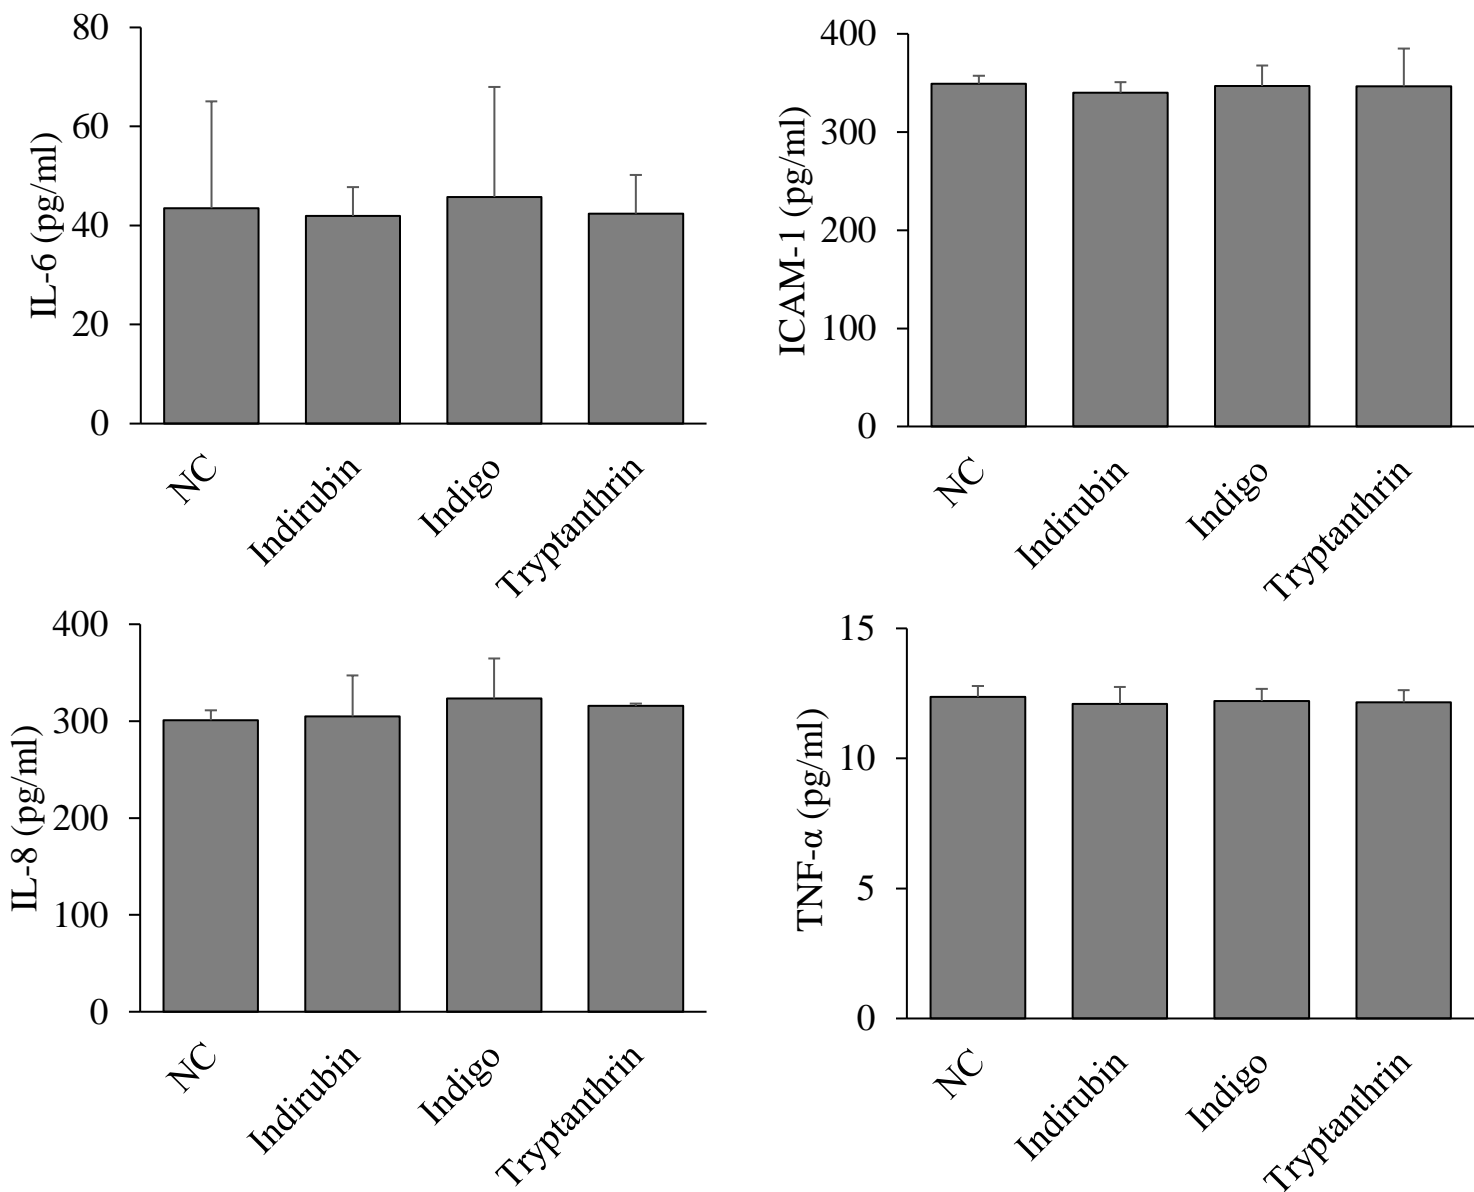 80
60
40
20
0
IL-6 (pg/ml)
NC
Indirubin
Indigo
Tryptanthrin
400
300
200
100
0
ICAM-1 (pg/ml)
NC
Indirubin
Indigo
Tryptanthrin
400
300
200
100
0
IL-8 (pg/ml)
NC
Indirubin
Indigo
Tryptanthrin
15
10
5
0
TNF-α (pg/ml)
NC
Indirubin
Indigo
Tryptanthrin